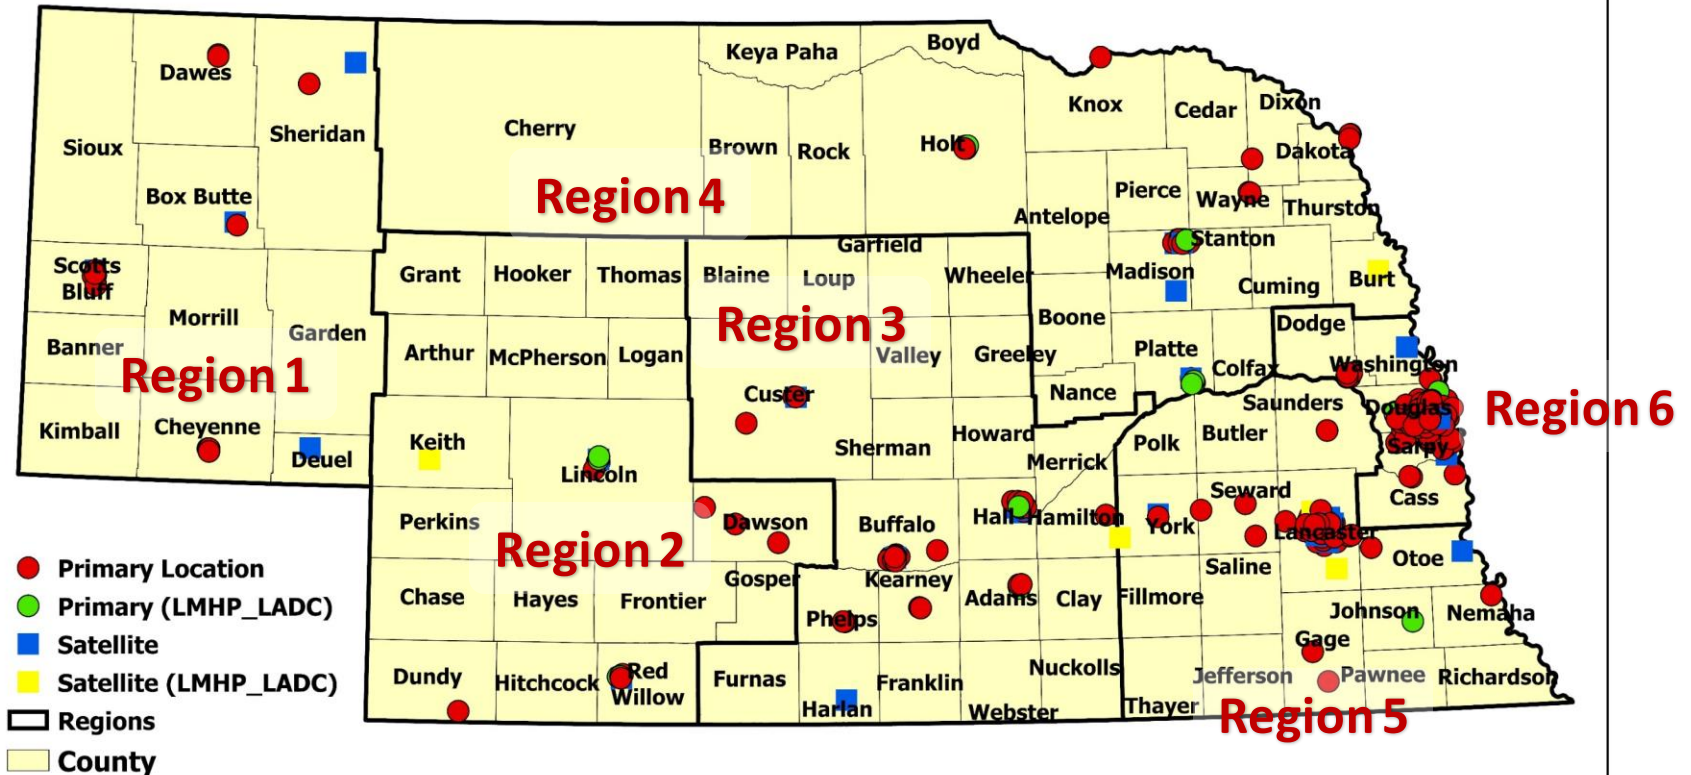 Keya Paha
Boyd
Dawes
Knox
Cedar
Dixon
Sheridan
Cherry
Sioux
Brown
Rock
Holt
Dakota
Box Butte
Region 4
Pierce
Wayne
Thurston
Antelope
Stanton
Garfield
Scotts
Bluff
Grant
Hooker
Thomas
Blaine
Loup
Wheeler
Madison
Cuming
Burt
Morrill
Garden
Region 3
Boone
Dodge
Banner
Arthur
McPherson
Logan
Valley
Greeley
Platte
Colfax
Washington
Region 1
Custer
Nance
Saunders
Douglas
Region 6
Kimball
Cheyenne
Keith
Sherman
Howard
Polk
Butler
Sarpy
Deuel
Lincoln
Merrick
Seward
Cass
Perkins
Dawson
Buffalo
Hall
Hamilton
York
Lancaster
Region 2
Otoe
Saline
Primary Location
Chase
Hayes
Frontier
Gosper
Kearney
Adams
Clay
Fillmore
Primary (LMHP_LADC)
Phelps
Johnson
Nemaha
Satellite
Gage
Dundy
Hitchcock
Red
Willow
Furnas
Harlan
Franklin
Nuckolls
Webster
Thayer
Jefferson
Pawnee
Richardson
Satellite (LMHP_LADC)
Region 5
Regions
County